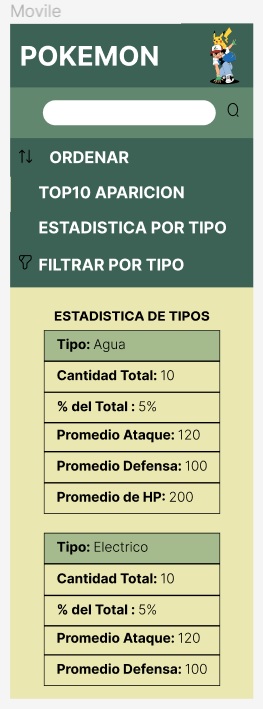 Movile
POKEMON
ORDENAR
TOP10 APARICION
ESTADISTICA POR TIPO
FILTRAR POR TIPO
ESTADISTICA DE TIPOS
Tipo: Agua
Cantidad Total: 10
% del Total : 5%
Promedio Ataque: 120
Promedio Defensa: 100
Promedio de HP: 200
Tipo: Electrico
Cantidad Total: 10
% del Total : 5%
Promedio Ataque: 120
Promedio Defensa: 100